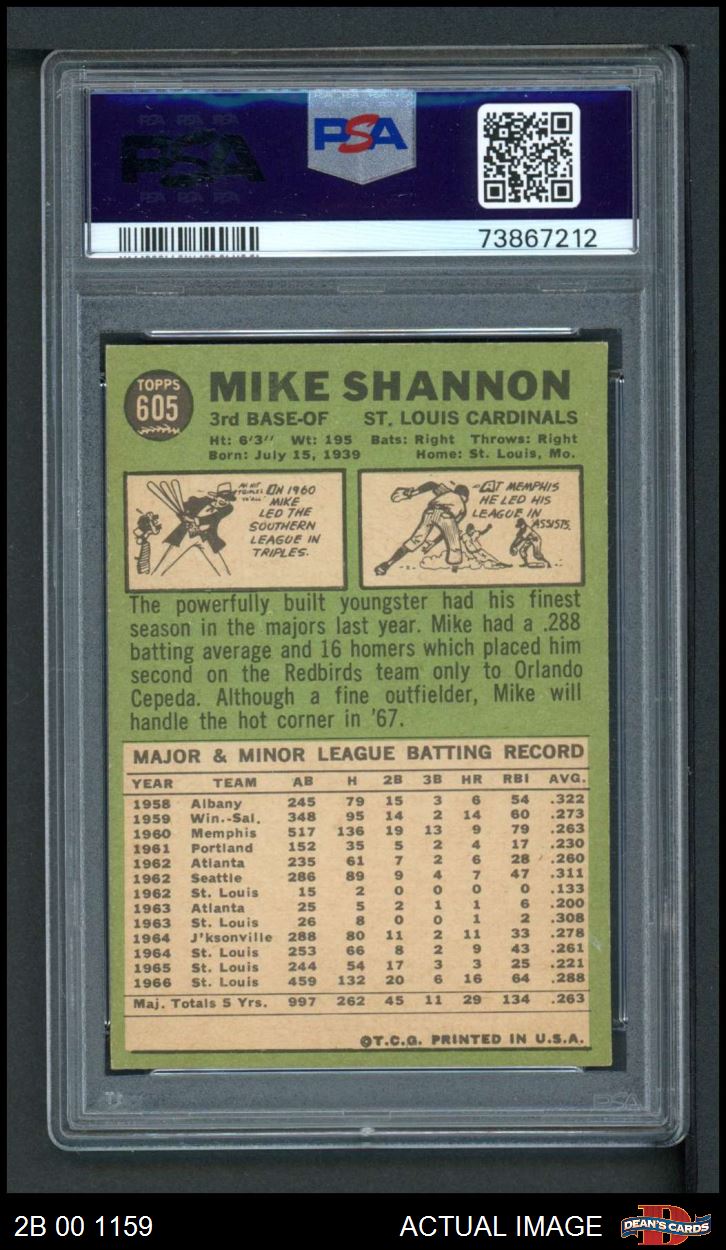 PSA PSA PSA
PSA
PSA PSA PSA
PSA
73867212
TOPPS
605
MIKE SHANNON
3rd BASE-OF ST. LOUIS CARDINALS
Ht: 6'3'' Wt: 195 Bats: Right Throws: Right
Born: July 15, 1939 Home: St. Louis, Mo.
IN 1960
MIKE
LED THE
SOUTHERN
LEAGUE IN
TRIPLES.
AT MEMPHIS
HE LED HIS
LEAGUE IN
ASSISTS.
The powerfully built youngster had his finest
season in the majors last year. Mike had a .288
batting average and 16 homers which placed him
second on the Redbirds team only to Orlando
Cepeda. Although a fine outfielder, Mike will
handle the hot corner in '67.
MAJOR & MINOR LEAGUE BATTING RECORD
YEAR TEAM AB H 2B 3B HR RBI AVG.
1958 Albany 245 79 15 3 6 54 .322
1959 Win.-Sal. 348 95 14 2 14 60 .273
1960 Memphis 517 136 19 13 9 79 .263
1961 Portland 152 35 5 2 4 17 .230
1962 Atlanta 235 61 7 2 6 28 .260
1962 Seattle 286 89 9 4 7 47 .311
1962 St. Louis 15 2 0 0 0 0 .133
1963 Atlanta 25 5 2 1 1 6 .200
1963 St. Louis 26 8 0 0 1 2 .308
1964 J'ksonville 288 80 11 2 11 33 .278
1964 St. Louis 253 66 8 2 9 43 .261
1965 St. Louis 244 54 17 3 3 25 .221
1966 St. Louis 459 132 20 6 16 64 .288
Maj. Totals 5 Yrs. 997 262 45 11 29 134 .263
©T.C.G. PRINTED IN U.S.A.
PSA
2B 00 1159
ACTUAL IMAGE
DEAN'S CARDS